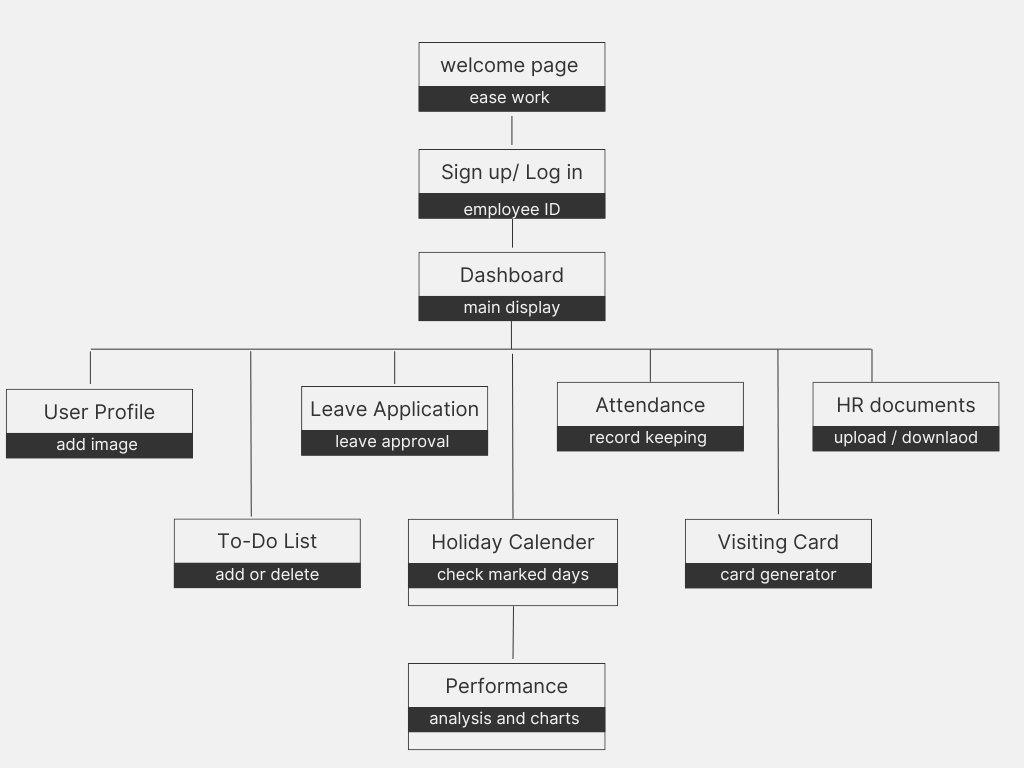 welcome page
ease work
Sign up/ Log in
employee ID
Dashboard
main display
User Profile
add image
Leave Application
leave approval
Attendance
record keeping
HR documents
upload / downlaod
To-Do List
add or delete
Holiday Calender
check marked days
Visiting Card
card generator
Performance
analysis and charts